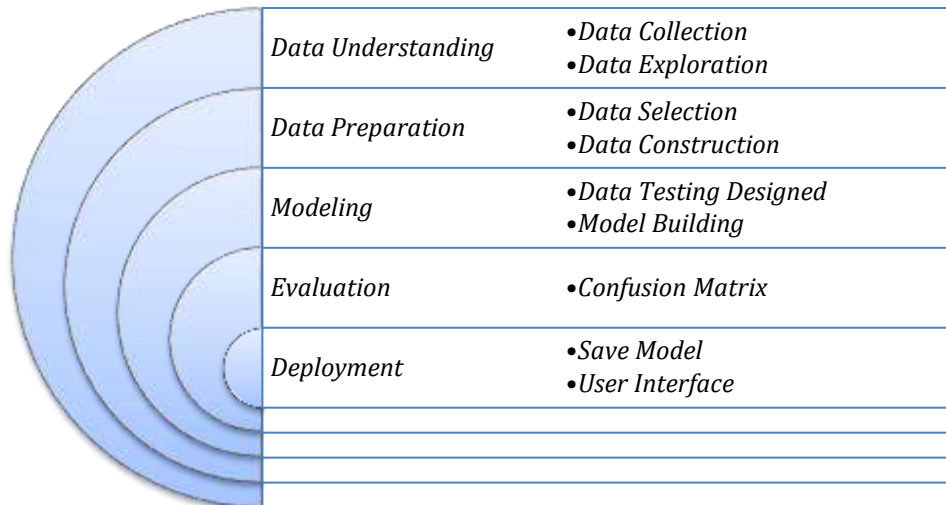 Data Understanding
•Data Collection
•Data Exploration
Data Preparation
•Data Selection
•Data Construction
Modeling
•Data Testing Designed
•Model Building
Evaluation
•Confusion Matrix
Deployment
•Save Model
•User Interface